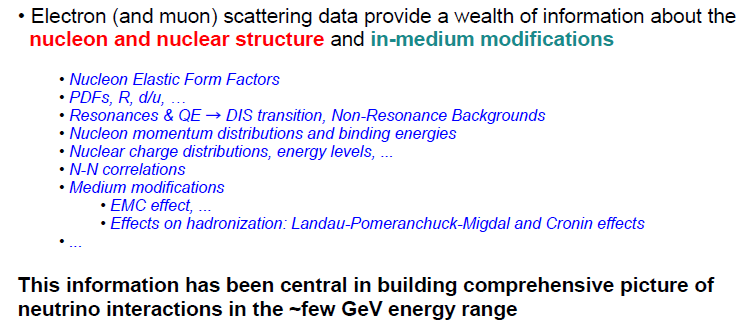 • Electron (and muon) scattering data provide a wealth of information about the
nucleon and nuclear structure and in-medium modifications
• Nucleon Elastic Form Factors
• PDFs, R, d/u, …
• Resonances & QE → DIS transition, Non-Resonance Backgrounds
• Nucleon momentum distributions and binding energies
• Nuclear charge distributions, energy levels, ...
• N-N correlations
• Medium modifications
• EMC effect, ...
• Effects on hadronization: Landau-Pomeranchuck-Migdal and Cronin effects
• ...
This information has been central in building comprehensive picture of
neutrino interactions in the ~few GeV energy range